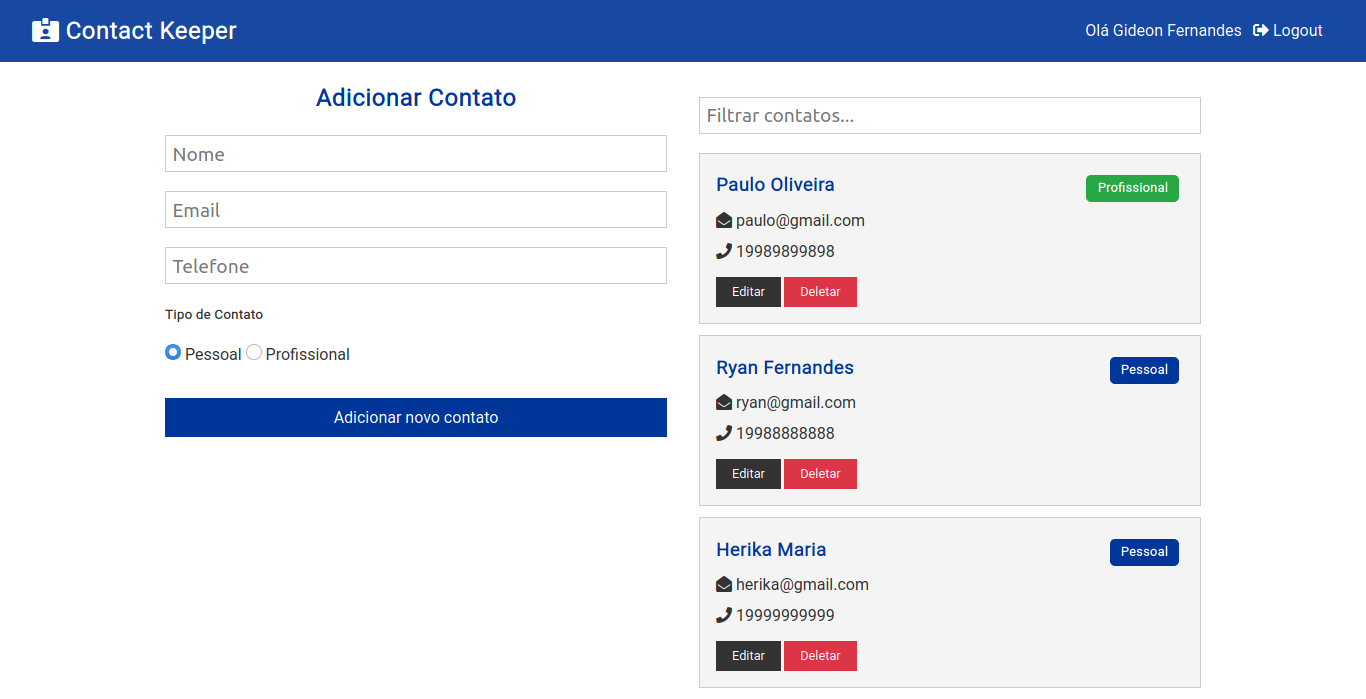 Contact Keeper
Olá Gideon Fernandes Logout
Adicionar Contato
Nome
Email
Telefone
Tipo de Contato
Pessoal Profissional
Adicionar novo contato
Filtrar contatos...
Paulo Oliveira
Profissional
paulo@gmail.com
19989899898
Editar Deletar
Ryan Fernandes
Pessoal
ryan@gmail.com
19988888888
Editar Deletar
Herika Maria
Pessoal
herika@gmail.com
19999999999
Editar Deletar